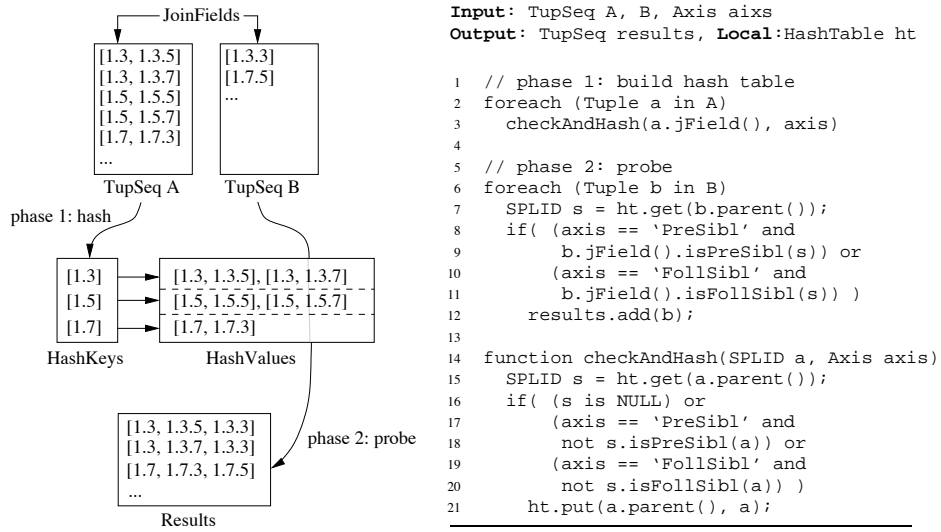 JoinFields
[1.3, 1.3.5]
[1.3, 1.3.7]
[1.5, 1.5.5]
[1.5, 1.5.7]
[1.7, 1.7.3]
...
TupSeq A
[1.3.3]
[1.7.5]
...
TupSeq B
phase 1: hash
[1.3]
[1.5]
[1.7]
HashKeys
[1.3, 1.3.5], [1.3, 1.3.7]
[1.5, 1.5.5], [1.5, 1.5.7]
[1.7, 1.7.3]
HashValues
phase 2: probe
[1.3, 1.3.5, 1.3.3]
[1.3, 1.3.7, 1.3.3]
[1.7, 1.7.3, 1.7.5]
...
Results
Input: TupSeq A, B, Axis aixs
Output: TupSeq results, Local:HashTable ht
1 // phase 1: build hash table
2 foreach (Tuple a in A)
3 checkAndHash(a.jField(), axis)
4
5 // phase 2: probe
6 foreach (Tuple b in B)
7 SPLID s = ht.get(b.parent());
8 if( (axis == ‘PreSibl’ and
9 b.jField().isPreSibl(s)) or
10 (axis == ‘FollSibl’ and
11 b.jField().isFollSibl(s)) )
12 results.add(b);
13
14 function checkAndHash(SPLID a, Axis axis)
15 SPLID s = ht.get(a.parent());
16 if( (s is NULL) or
17 (axis == ‘PreSibl’ and
18 not s.isPreSibl(a)) or
19 (axis == ‘FollSibl’ and
20 not s.isFollSibl(a)) )
21 ht.put(a.parent(), a);